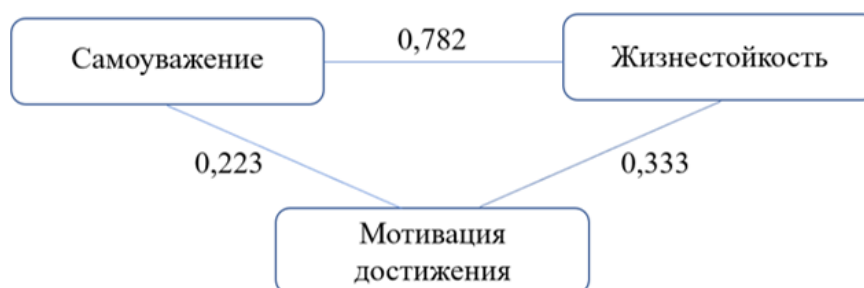 0,782
Самоуважение
Жизнестойкость
0,223
0,333
Мотивация
достижения